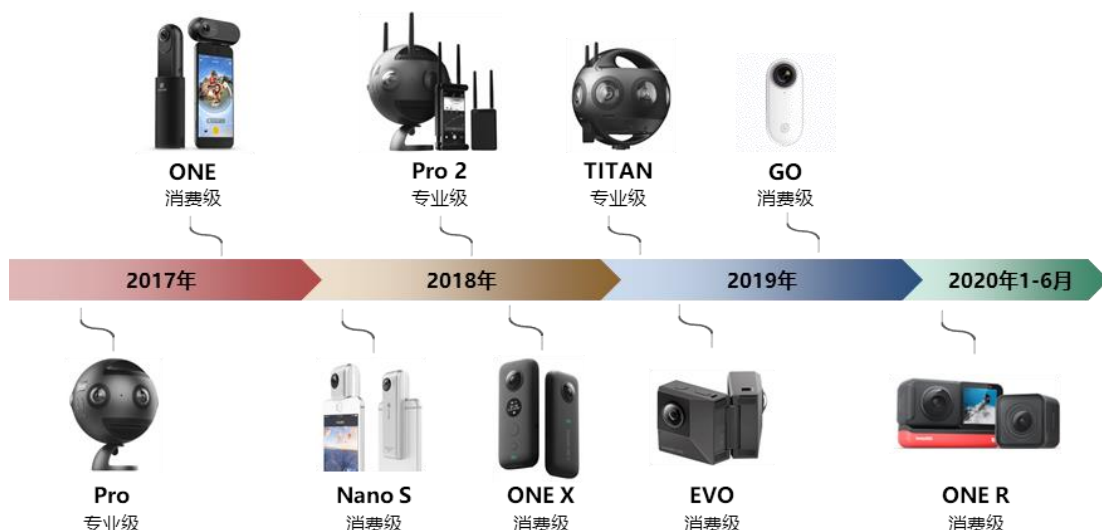 ONE
消费级
Pro 2
专业级
TITAN
专业级
GO
消费级
2017年
2018年
2019年
2020年1-6月
Pro
专业级
Nano S
消费级
ONE X
消费级
EVO
消费级
ONE R
消费级